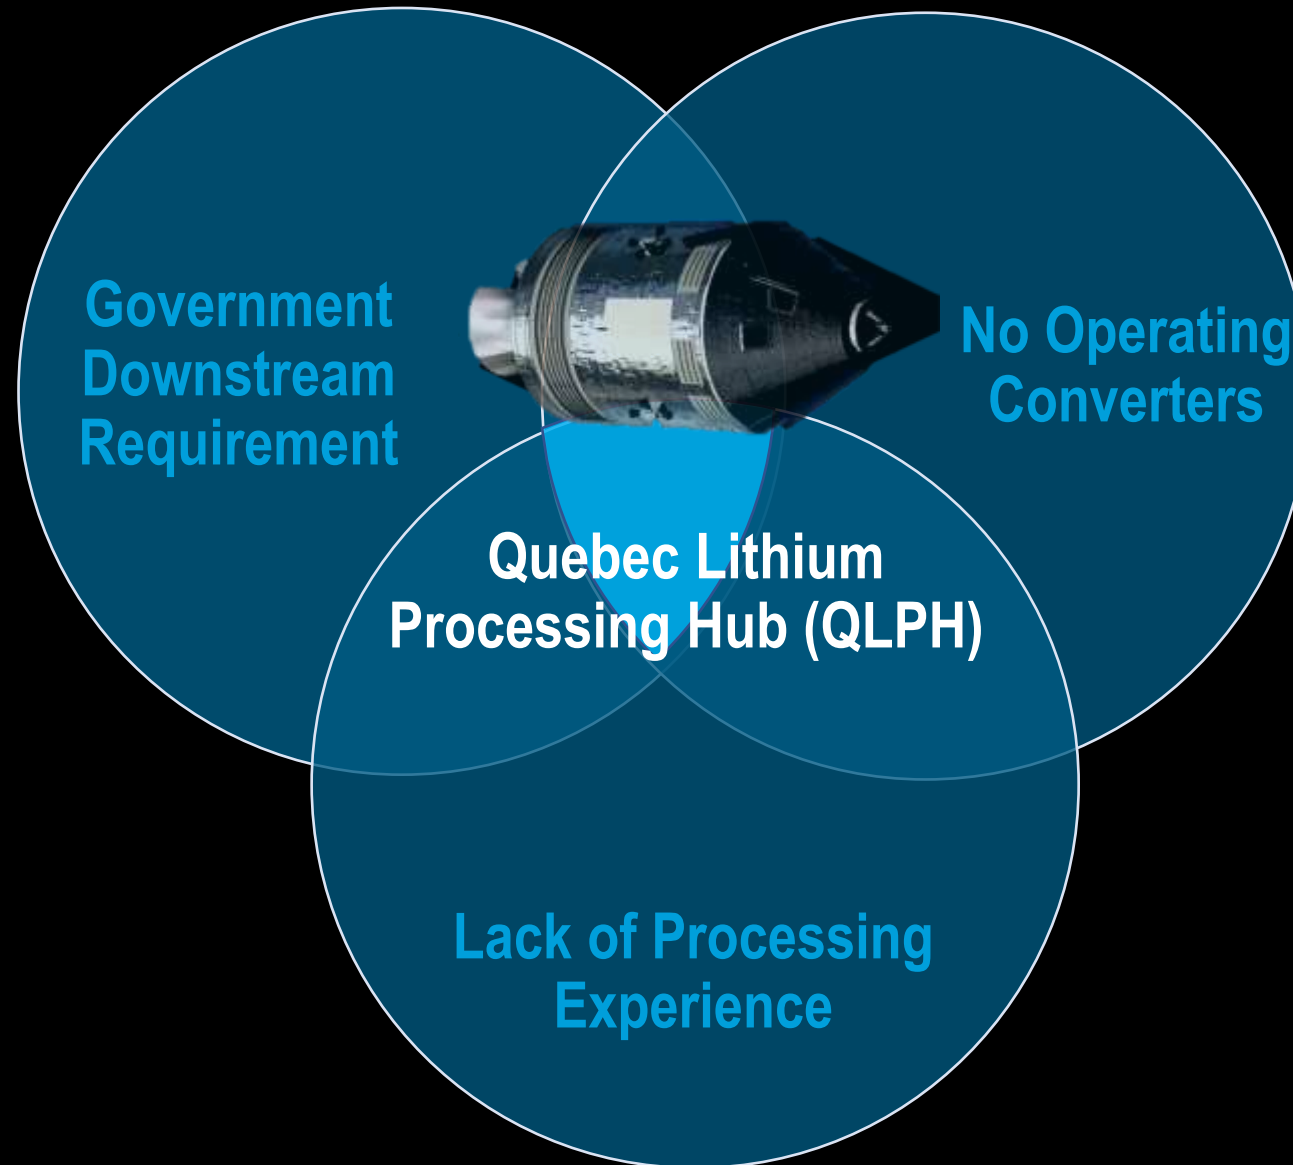 Government
Downstream
Requirement
No Operating
Converters
Quebec Lithium
Processing Hub (QLPH)
Lack of Processing
Experience